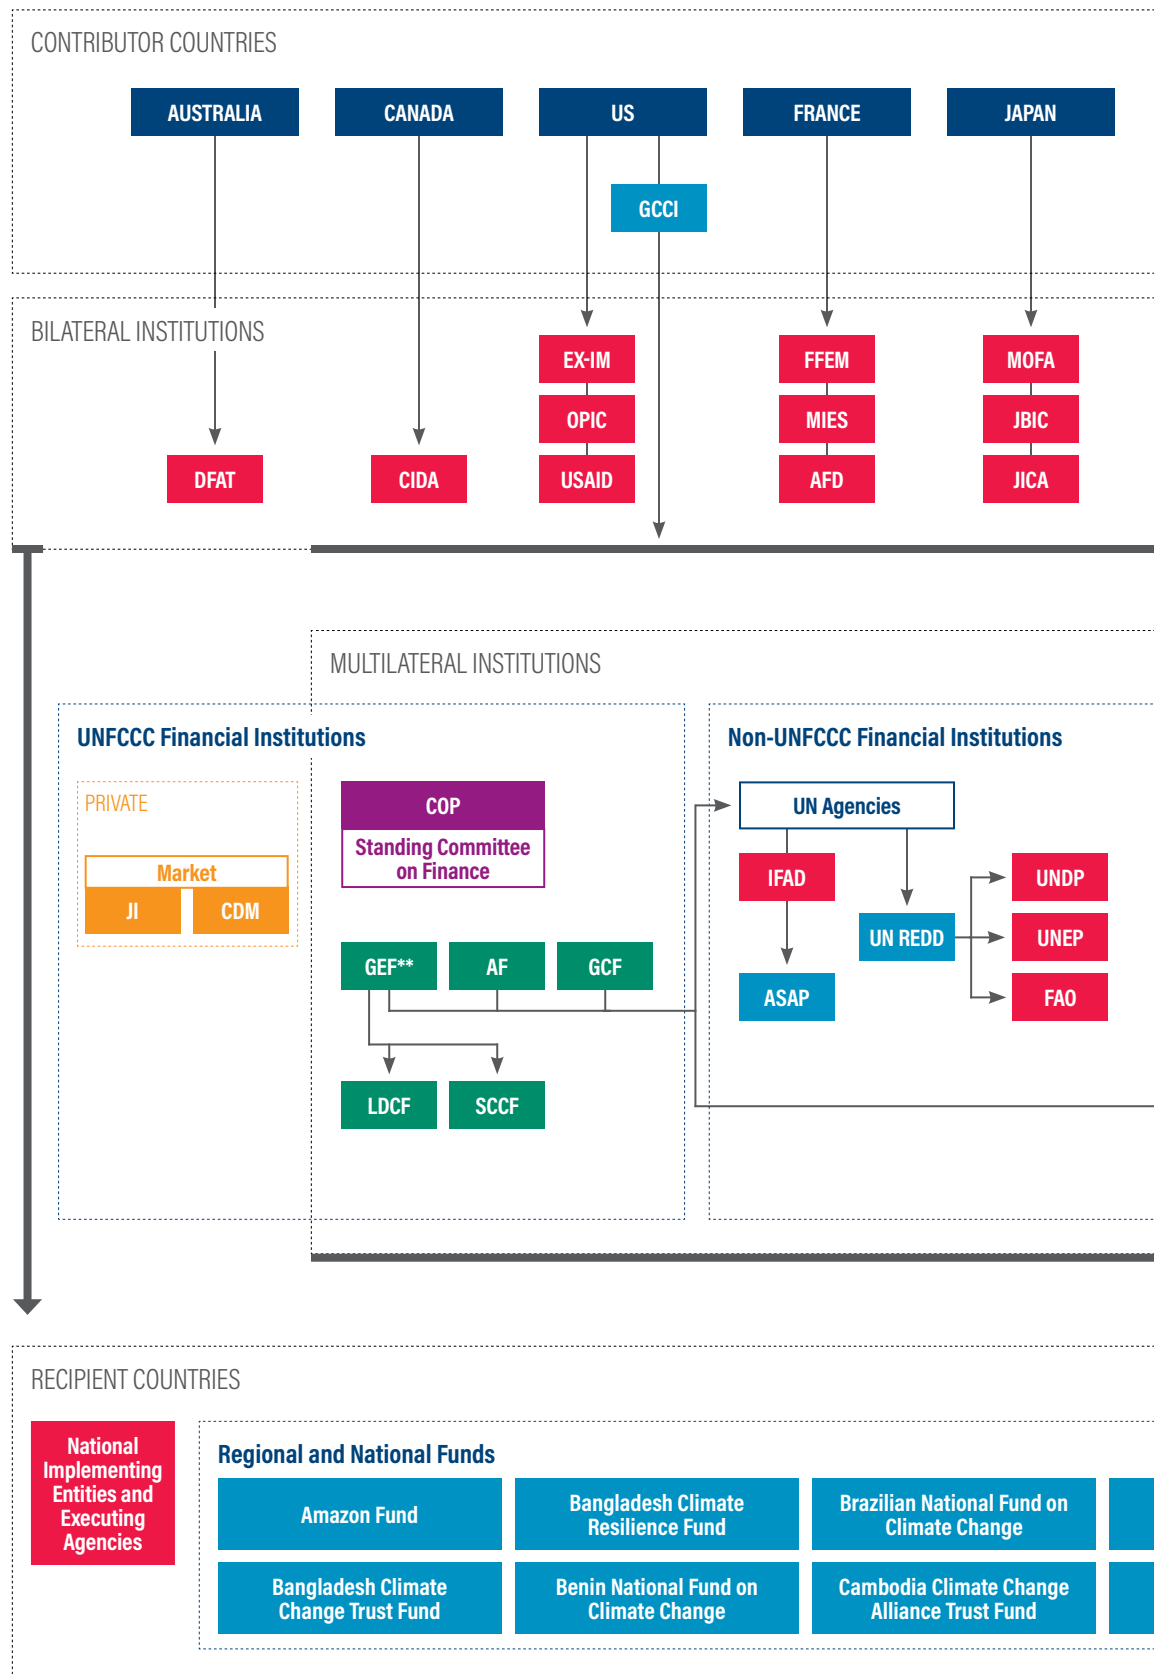 CONTRIBUTOR COUNTRIES
AUSTRALIA
CANADA
US
FRANCE
JAPAN
GCCI
BILATERAL INSTITUTIONS
EX-IM
FFEM
MOFA
OPIC
MIES
JBIC
DFAT
CIDA
USAID
AFD
JICA
MULTILATERAL INSTITUTIONS
UNFCCC Financial Institutions
PRIVATE
Market
JI
CDM
COP
Standing Committee
on Finance
GEF**
AF
GCF
LDCF
SCCF
Non-UNFCCC Financial Institutions
UN Agencies
IFAD
UNDP
UN REDD
UNEP
ASAP
FAO
RECIPIENT COUNTRIES
National
Implementing
Entities and
Executing
Agencies
Regional and National Funds
Amazon Fund
Bangladesh Climate
Resilience Fund
Brazilian National Fund on
Climate Change
Bangladesh Climate
Change Trust Fund
Benin National Fund on
Climate Change
Cambodia Climate Change
Alliance Trust Fund